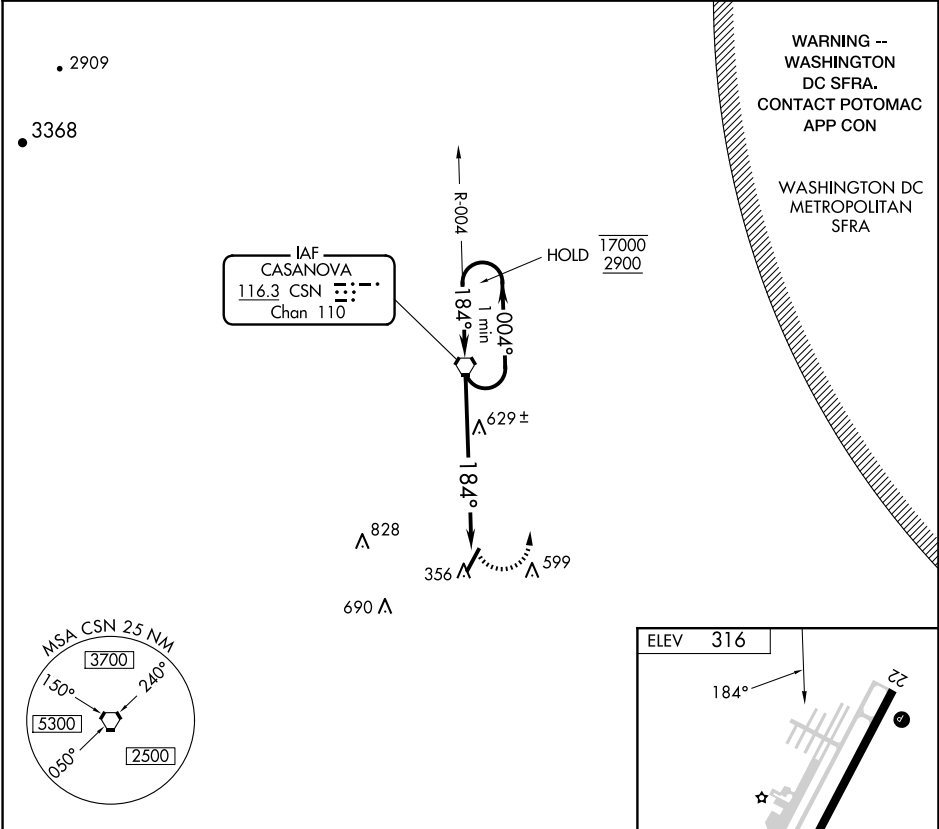 2909
3368
WARNING --
WASHINGTON
DC SFRA.
CONTACT POTOMAC
APP CON
WASHINGTON DC
METROPOLITAN
SFRA
R-004
HOLD 17000
2900
IAF
CASANOVA
116.3 CSN
Chan 110
184°
1 min
004°
629 ±
184°
828
356
599
690
MSA CSN 25 NM
3700
150°
240°
5300
050°
2500
ELEV 316
184°
22
P